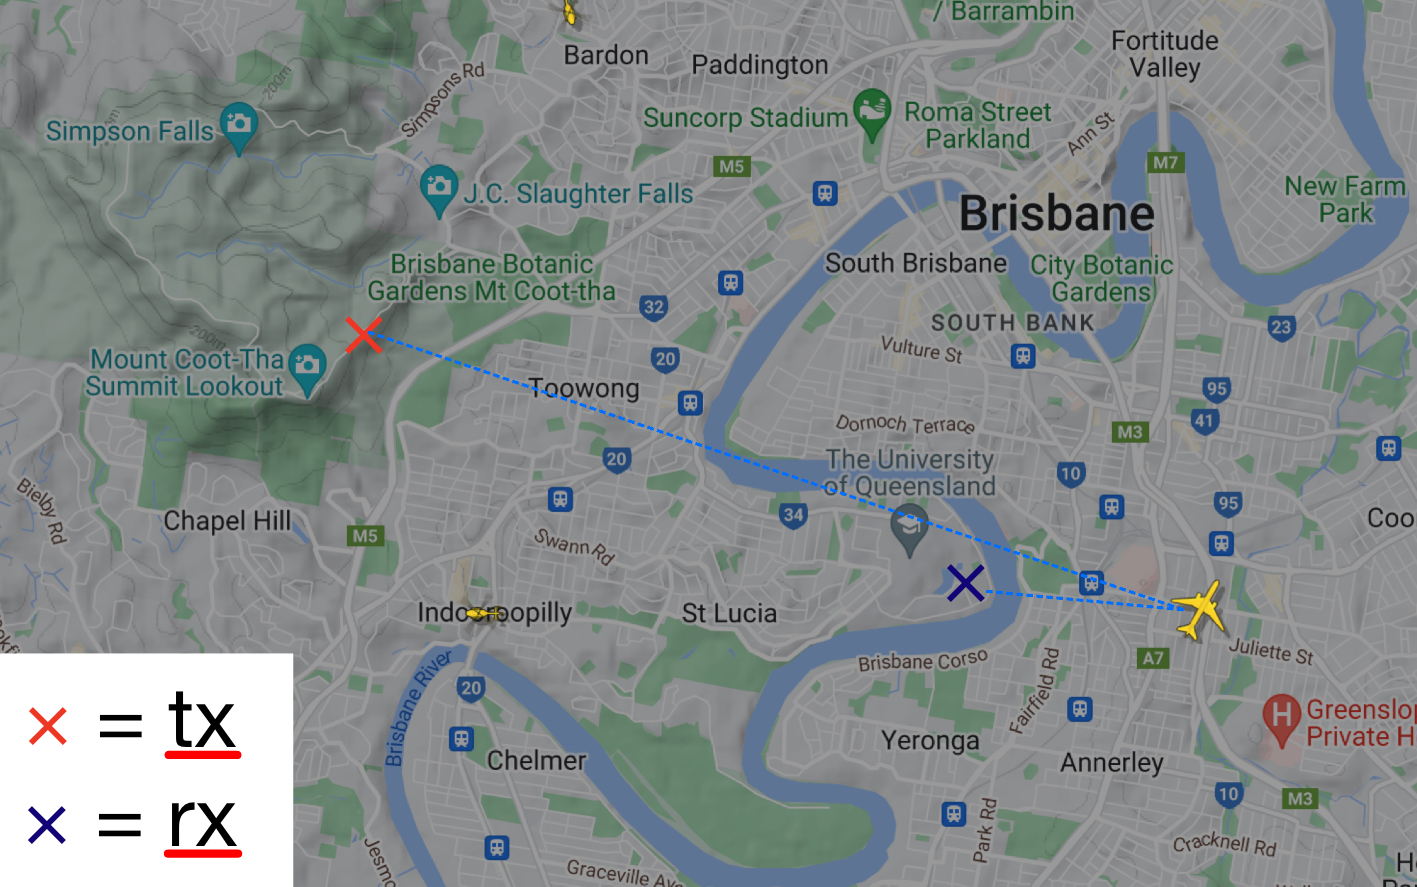 / Barrambin
Fortitude
Valley
Bardon
Paddington
Simpsons Rd
200m
Simpson Falls
Suncorp Stadium
Roma Street
Parkland
Ann St
M5
M7
J.C. Slaughter Falls
New Farm
Park
Brisbane
Brisbane Botanic
Gardens Mt Coot-tha
South Brisbane
City Botanic
Gardens
32
SOUTH BANK
23
200m
Vulture St
Mount Coot-Tha
Summit Lookout
20
Toowong
95
41
Dornoch Terrace
M3
The University
of Queensland
20
10
Bielby Rd
Chapel Hill
34
95
Coo
M5
Swann Rd
Indooroopilly
St Lucia
Juliette St
Brisbane Corso
A7
Brisbane River
20
Fairfield Rd
Greenslop
Private H
H
tx
= 
Yeronga
Chelmer
Annerley
10
M3
rx
=
Park Rd
Cracknell Rd
Jesmo
Graceville Ave